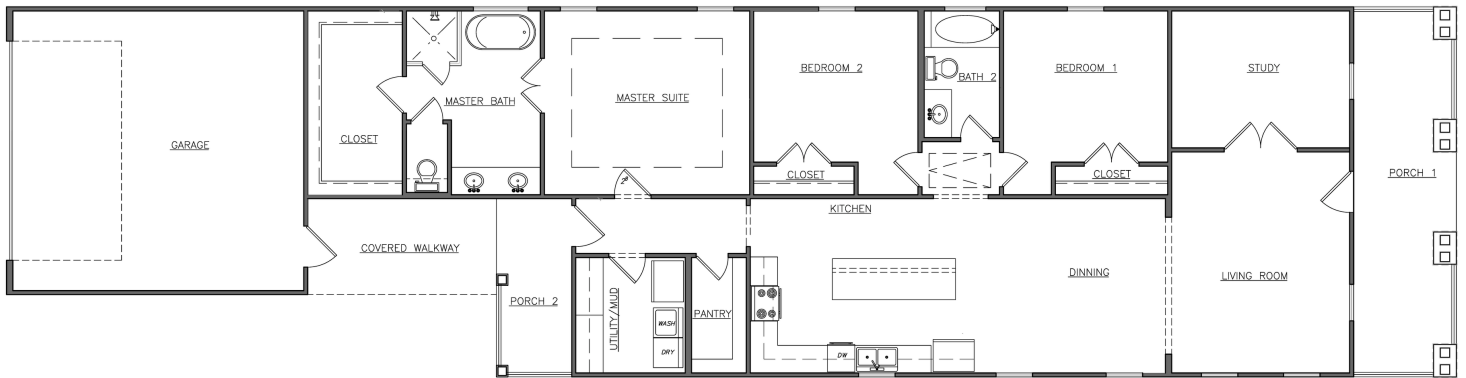 BEDROOM 2
BATH 2
BEDROOM 1
STUDY
MASTER BATH
MASTER SUITE
GARAGE
CLOSET
CLOSET
CLOSET
PORCH 1
KITCHEN
COVERED WALKWAY
DINNING
LIVING ROOM
PORCH 2
UTILITY/MUD
PANTRY
WASH
DRY
DW